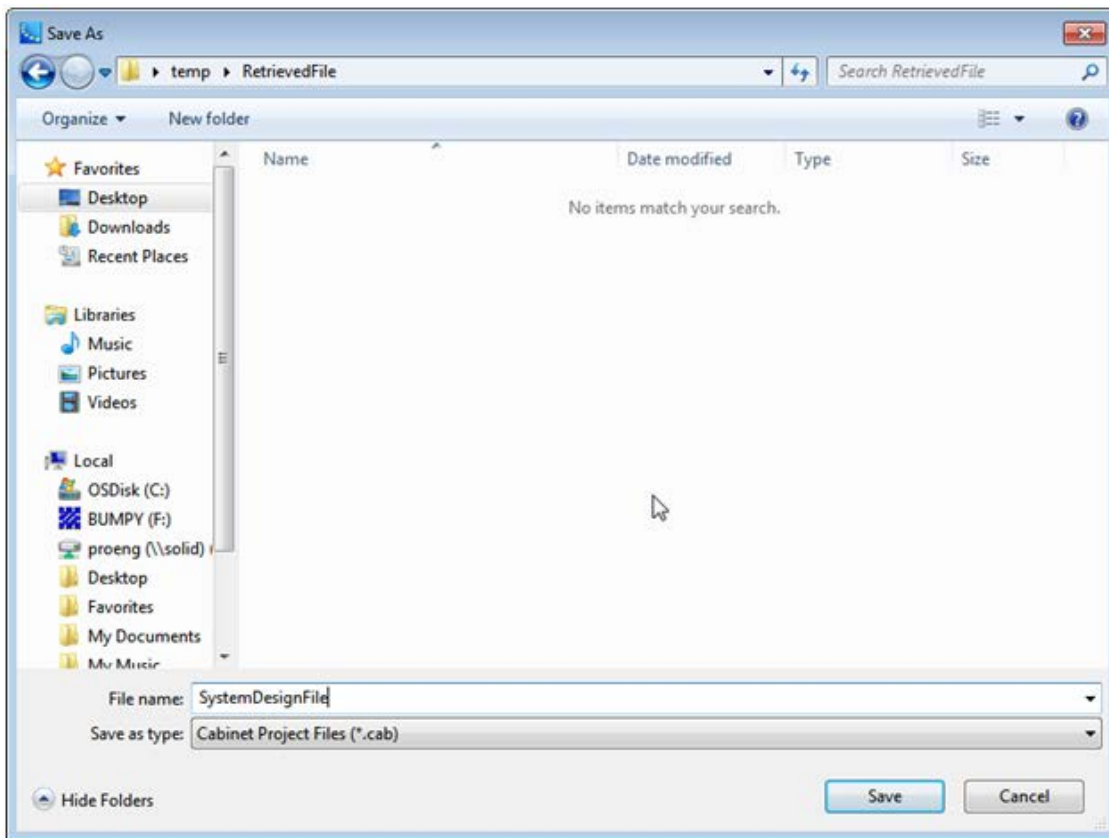 Save As
temp RetrievedFile Search RetrievedFile
Organize New folder
Name Date modified Type Size
No items match your search.
Favorites
Desktop
Downloads
Recent Places
Libraries
Music
Pictures
Videos
Local
OSDisk (C:)
BUMPY (F:)
proeng (\\solid)
Desktop
Favorites
My Documents
My Music
File name: SystemDesignFile
Save as type: Cabinet Project Files (*.cab)
Hide Folders Save Cancel